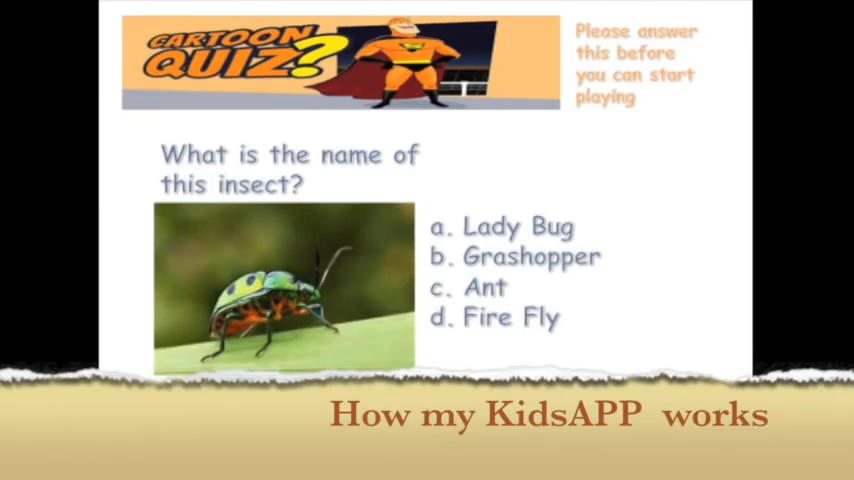 CARTOON
QUIZ?
Please answer
this before
you can start
playing
What is the name of
this insect?
a. Lady Bug
b. Grashopper
c. Ant
d. Fire Fly
How my KidsAPP works